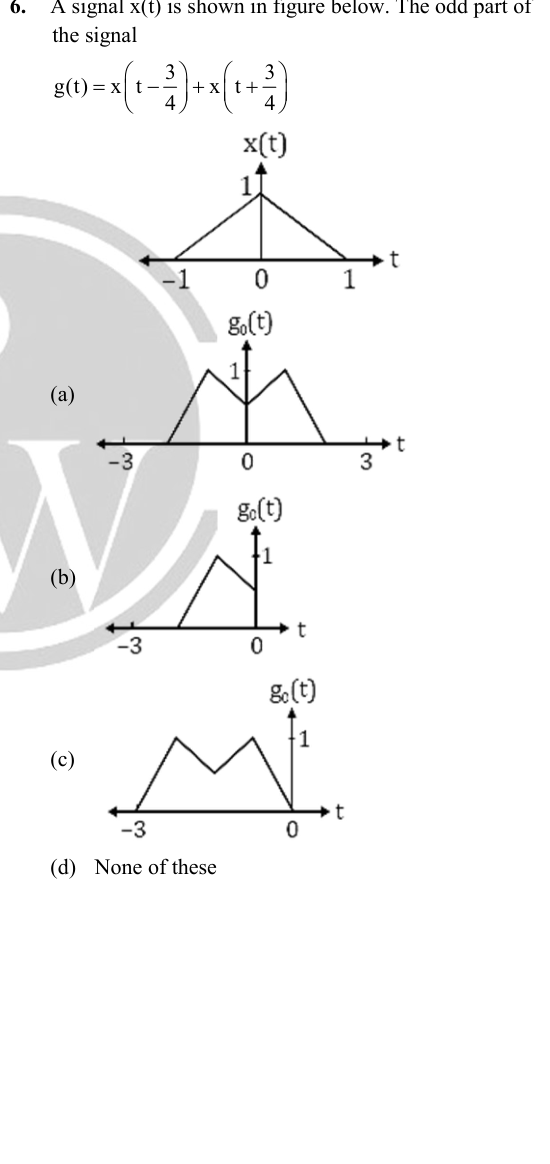 6. A signal x(t) is shown in figure below. The odd part of
the signal
g(t) = x(t − 3/4) + x(t + 3/4)
x(t)
1
t
−1 0 1
g₀(t)
1
(a)
t
−3 0 3
g₀(t)
1
(b)
t
−3 0
g₀(t)
1
(c)
t
−3 0
(d) None of these